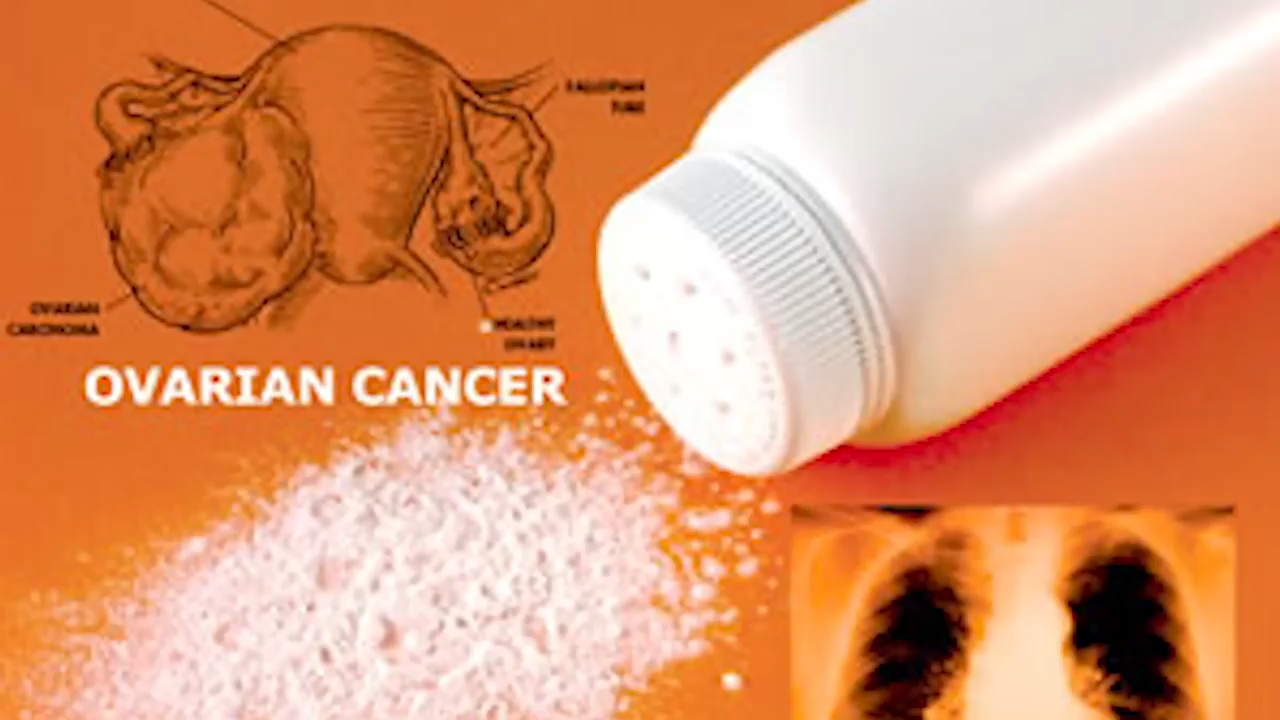 FALLOPIAN
TUBE
OVARIAN
CARCINOMA
HEALTHY
OVARY
OVARIAN CANCER